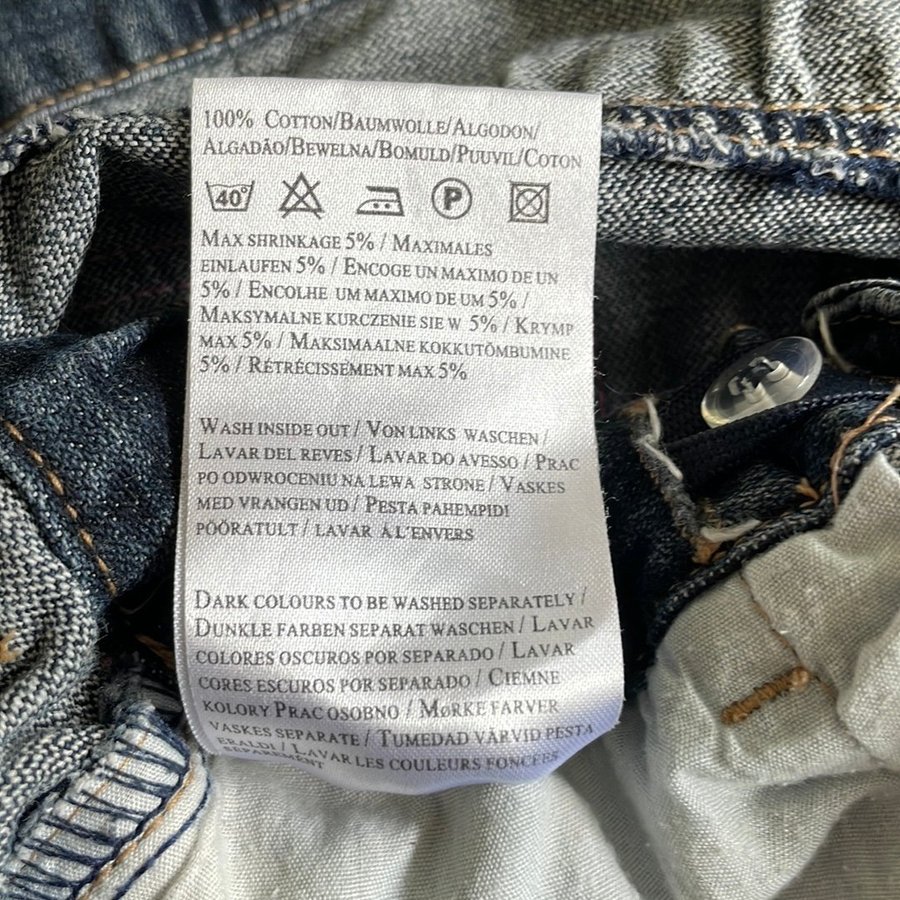 100% COTTON/BAUMWOLLE/ALGODON/
ALGADÃO/BEWELNA/BOMULD/PUUVIL/COTON
40° P
MAX SHRINKAGE 5% / MAXIMALES
EINLAUFEN 5% / ENCOGE UN MAXIMO DE UN
5% / ENCOLHE UM MAXIMO DE UM 5% /
MAKSYMALNE KURCZENIE SIE W 5% / KRYMP
MAX 5% / MAKSIMAALNE KOKKUTÕMBUMINE
5% / RÉTRÉCISSEMENT MAX 5%
WASH INSIDE OUT / VON LINKS WASCHEN /
LAVAR DEL REVES / LAVAR DO AVESSO / PRAC
PO ODWROCENIU NA LEWA STRONE / VASKES
MED VRANGEN UD / PESTA PAHEMPIDI
PÖÖRATULT / LAVAR À L'ENVERS
DARK COLOURS TO BE WASHED SEPARATELY /
DUNKLE FARBEN SEPARAT WASCHEN / LAVAR
COLORES OSCUROS POR SEPARADO / LAVAR
CORES ESCUROS POR SEPARADO / CIEMNE
KOLORY PRAC OSOBNO / MØRKE FARVER
VASKES SEPARATE / TUMEDAD VÄRVID PESTA
ERALDI / LAVAR LES COULEURS FONCÉES
SÉPARÉMENT